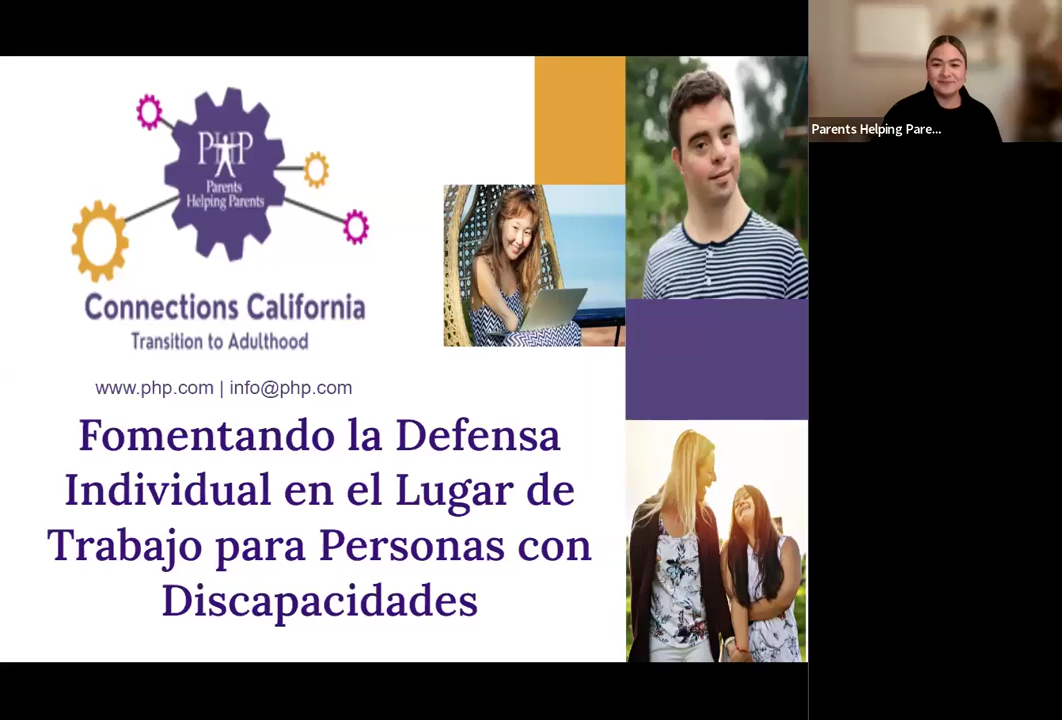 PHP
Parents
Helping Parents
Connections California
Transition to Adulthood
www.php.com | info@php.com
Fomentando la Defensa
Individual en el Lugar de
Trabajo para Personas con
Discapacidades
Parents Helping Pare...